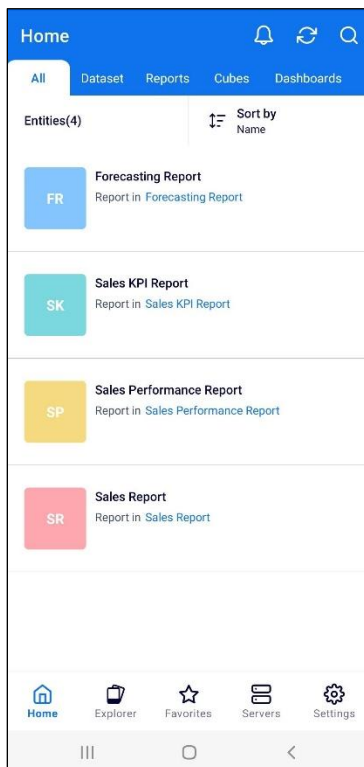 Home
All Dataset Reports Cubes Dashboards
Entities(4)
Sort by
Name
FR
Forecasting Report
Report in Forecasting Report
SK
Sales KPI Report
Report in Sales KPI Report
SP
Sales Performance Report
Report in Sales Performance Report
SR
Sales Report
Report in Sales Report
Home Explorer Favorites Servers Settings